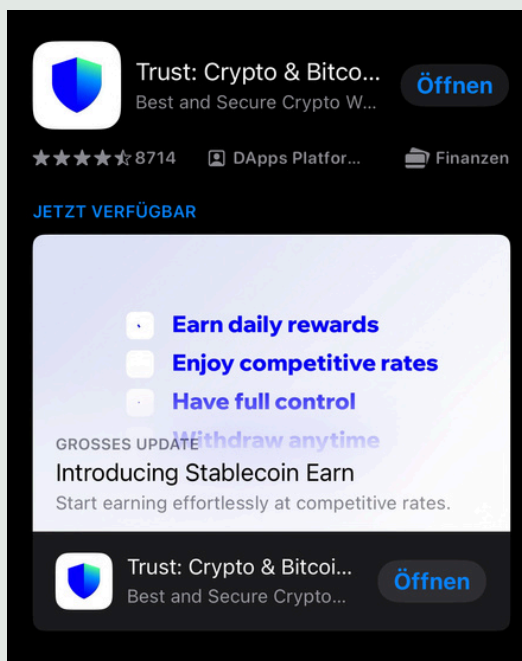 Trust: Crypto & Bitco...
Öffnen
Best and Secure Crypto W...
8714
DApps Platfor...
Finanzen
JETZT VERFÜGBAR
Earn daily rewards
Enjoy competitive rates
Have full control
Withdraw anytime
GROSSES UPDATE
Introducing Stablecoin Earn
Start earning effortlessly at competitive rates.
Trust: Crypto & Bitcoi...
Öffnen
Best and Secure Crypto...